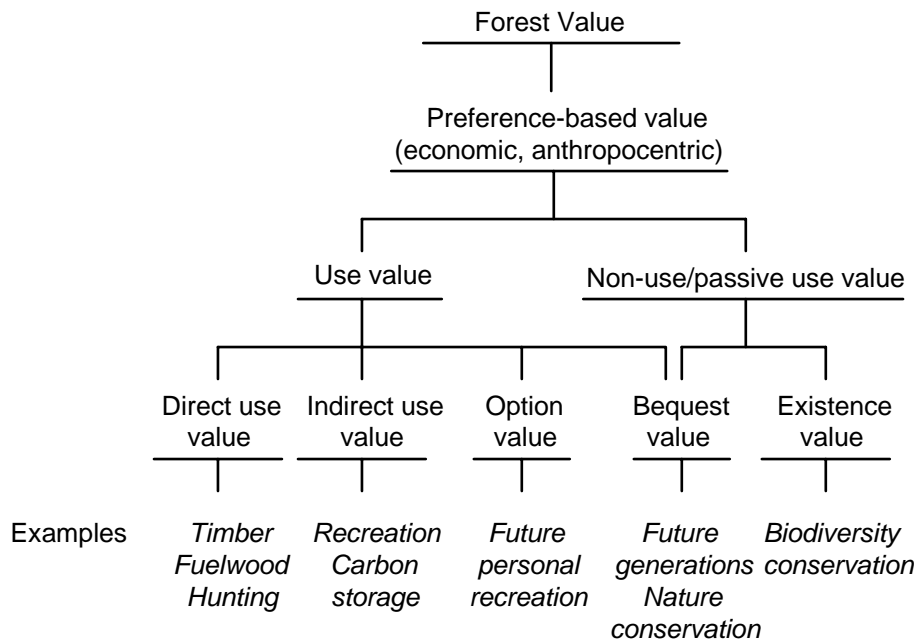 Forest Value
Preference-based value
(economic, anthropocentric)
Use value
Non-use/passive use value
Direct use
value
Indirect use
value
Option
value
Bequest
value
Existence
value
Examples
Timber
Fuelwood
Hunting
Recreation
Carbon
storage
Future
personal
recreation
Future
generations
Nature
conservation
Biodiversity
conservation